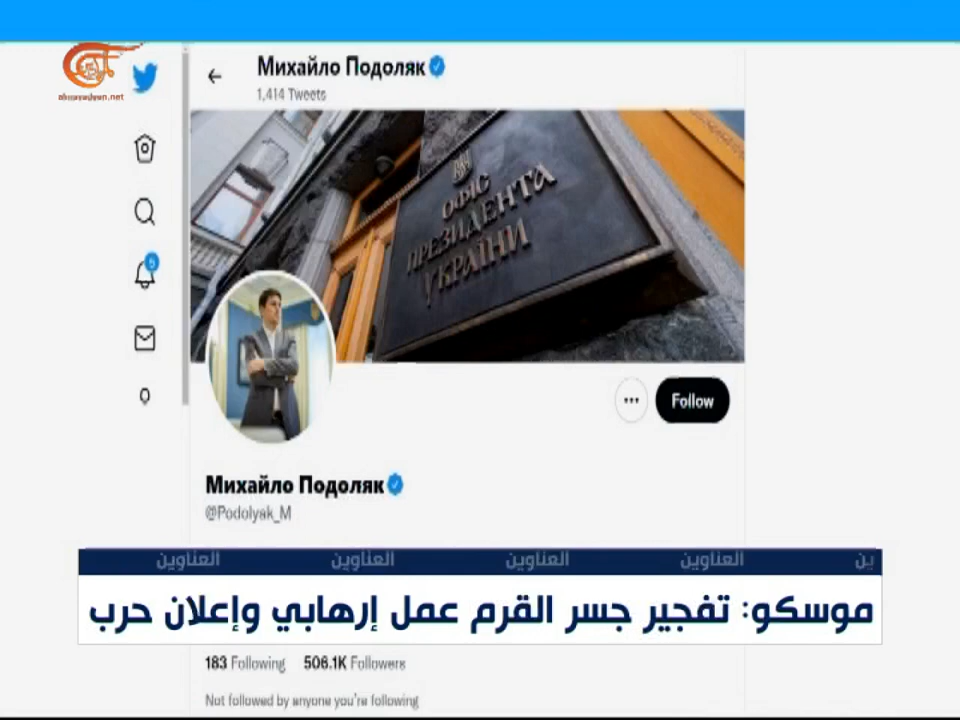 Михайло Подоляк
1,414 Tweets
almayadeen.net
ОФІС
ПРЕЗИДЕНТА
УКРАЇНИ
5
Follow
Михайло Подоляк
@Podolyak_M
العناوين العناوين العناوين العناوين ين
موسكو: تفجير جسر القرم عمل إرهابي وإعلان حرب
183 Following 506.1K Followers
Not followed by anyone you're following